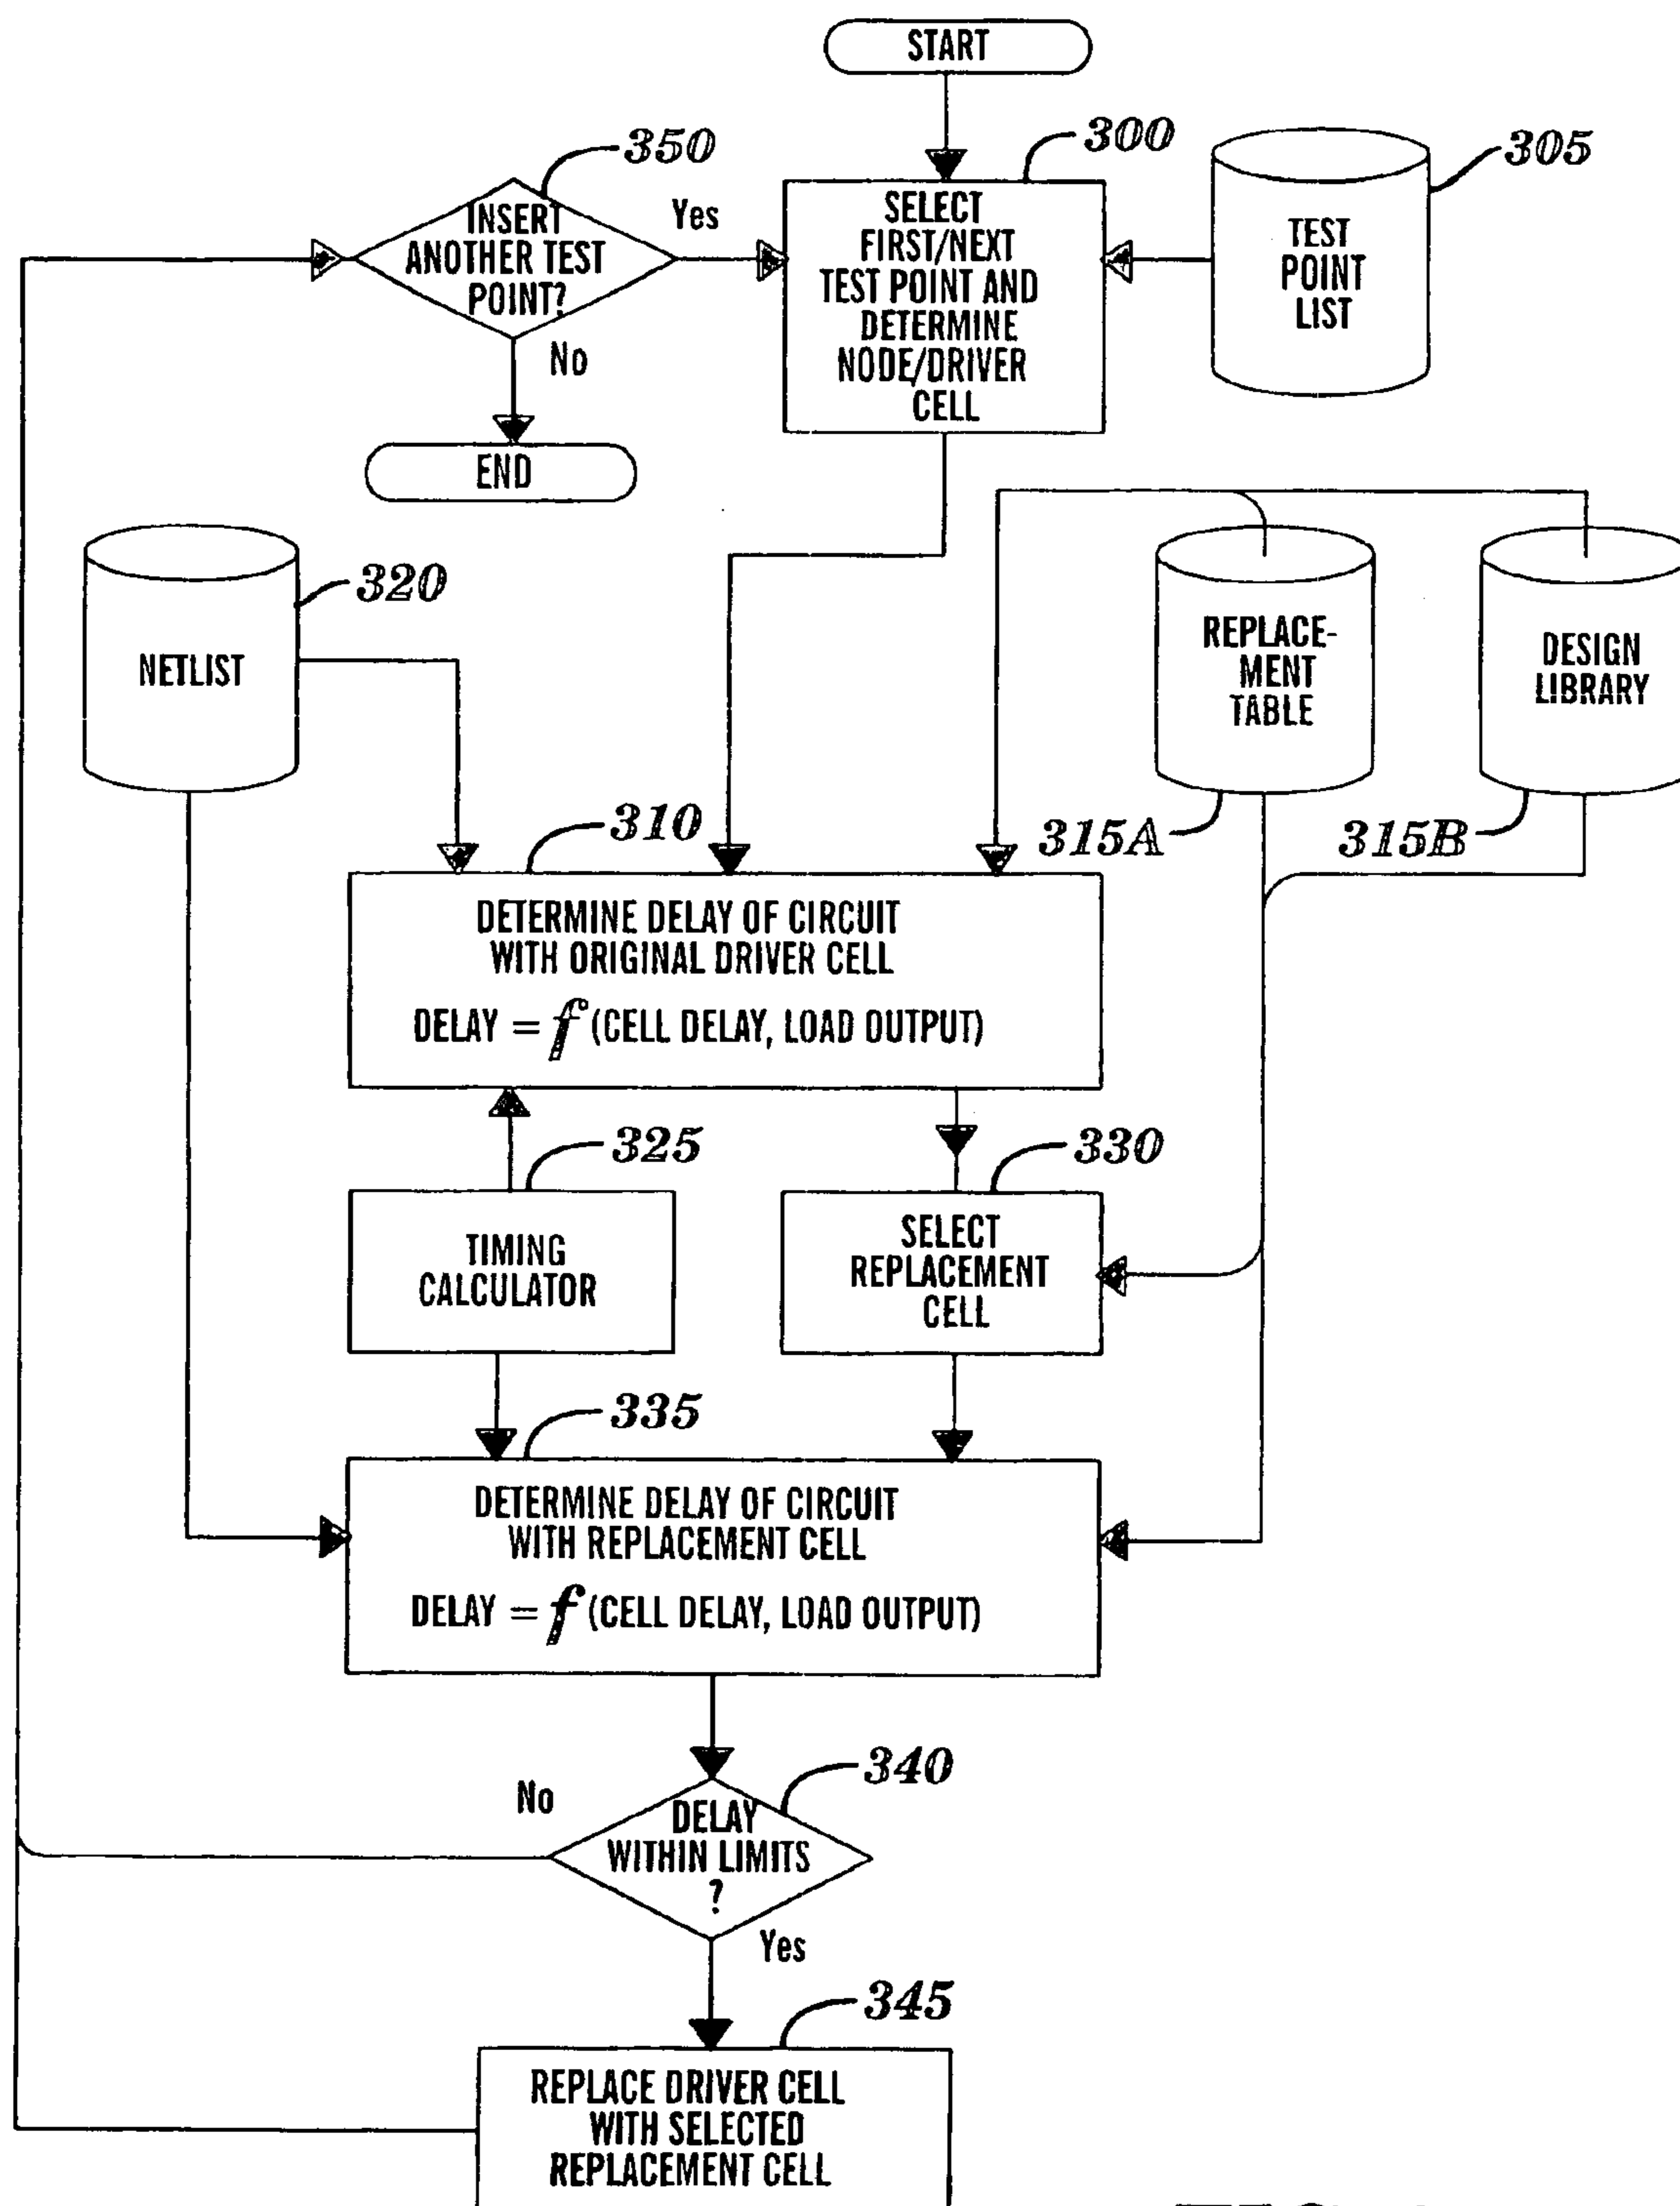 START
350
300
305
INSERT
ANOTHER TEST
POINT?
Yes
No
SELECT
FIRST/NEXT
TEST POINT AND
DETERMINE
NODE/DRIVER
CELL
TEST
POINT
LIST
END
320
NETLIST
REPLACE-
MENT
TABLE
DESIGN
LIBRARY
310
315A
315B
DETERMINE DELAY OF CIRCUIT
WITH ORIGINAL DRIVER CELL
DELAY = f (CELL DELAY, LOAD OUTPUT)
325
330
TIMING
CALCULATOR
SELECT
REPLACEMENT
CELL
335
DETERMINE DELAY OF CIRCUIT
WITH REPLACEMENT CELL
DELAY = f (CELL DELAY, LOAD OUTPUT)
340
No
DELAY
WITHIN LIMITS
?
Yes
345
REPLACE DRIVER CELL
WITH SELECTED
REPLACEMENT CELL